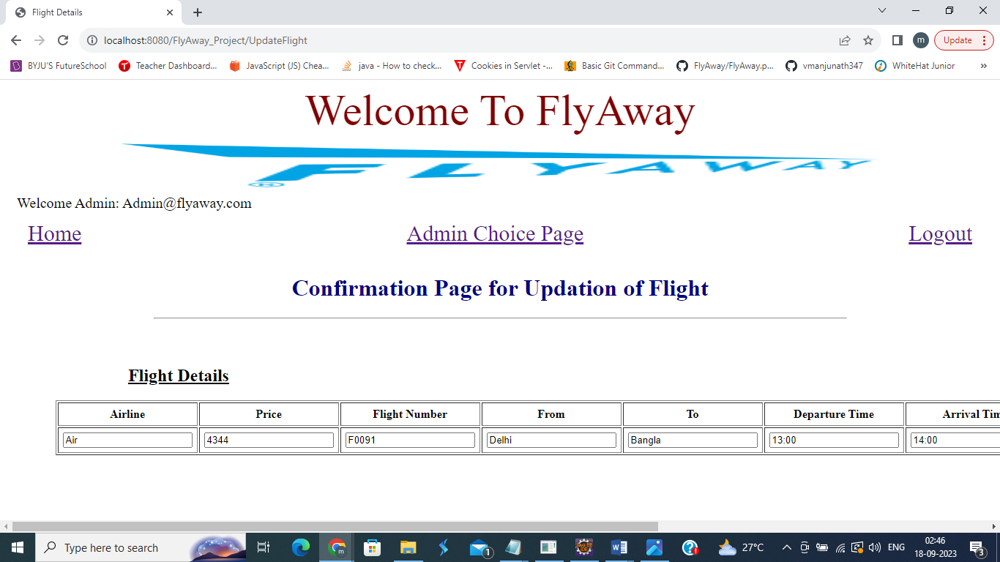 Flight Details
localhost:8080/FlyAway_Project/UpdateFlight
m
Update
BYJU'S FutureSchool
Teacher Dashboard...
JavaScript (JS) Chea...
java - How to check...
Cookies in Servlet -...
Basic Git Command...
FlyAway/FlyAway.p...
vmanjunath347
WhiteHat Junior
»
Welcome To FlyAway
FLYAWAY
®
Welcome Admin: Admin@flyaway.com
Home Admin Choice Page Logout
Confirmation Page for Updation of Flight
Flight Details
Airline Price Flight Number From To Departure Time Arrival Tim
Air 4344 F0091 Delhi Bangla 13:00 14:00
Type here to search
1
27°C
ENG
02:46
18-09-2023
3